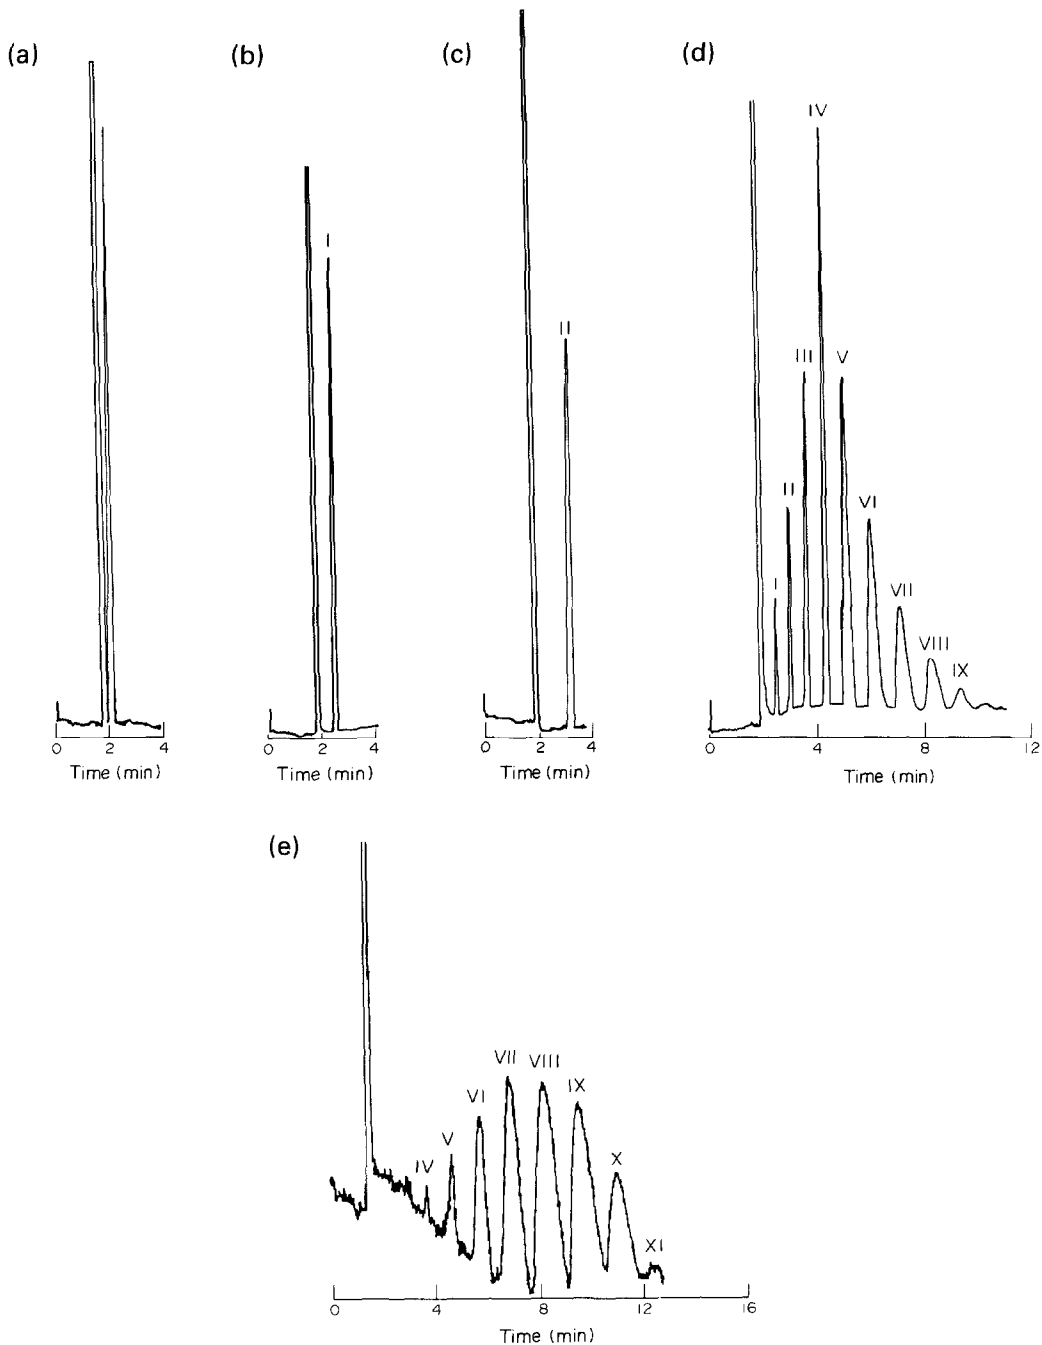 (a)
0 2 4
Time (min)
(b)
I
0 2 4
Time (min)
(c)
II
0 2 4
Time (min)
(d)
I II III IV V VI VII VIII IX
0 4 8 12
Time (min)
(e)
IV V VI VII VIII IX X XI
0 4 8 12 16
Time (min)